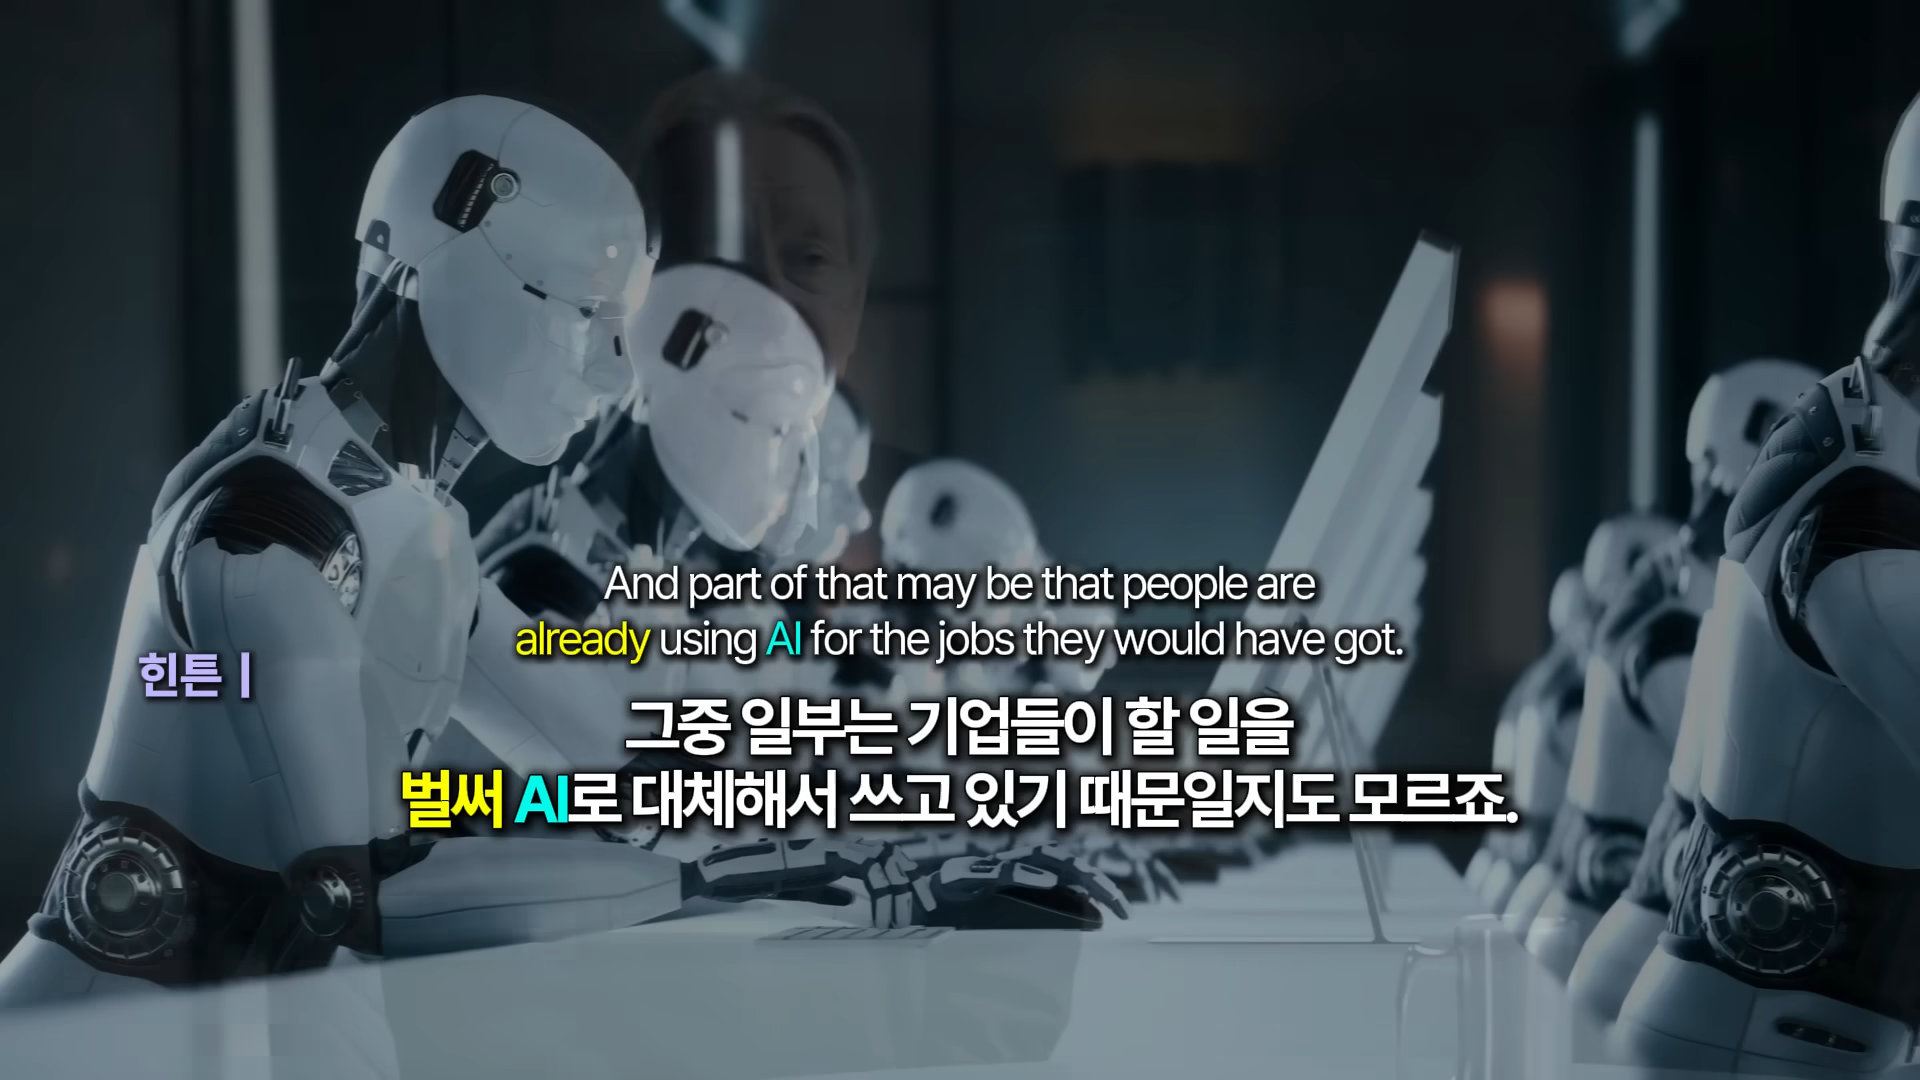 And part of that may be that people are
already using AI for the jobs they would have got.
힌튼 |
그중 일부는 기업들이 할 일을
벌써 AI로 대체해서 쓰고 있기 때문일지도 모르죠.